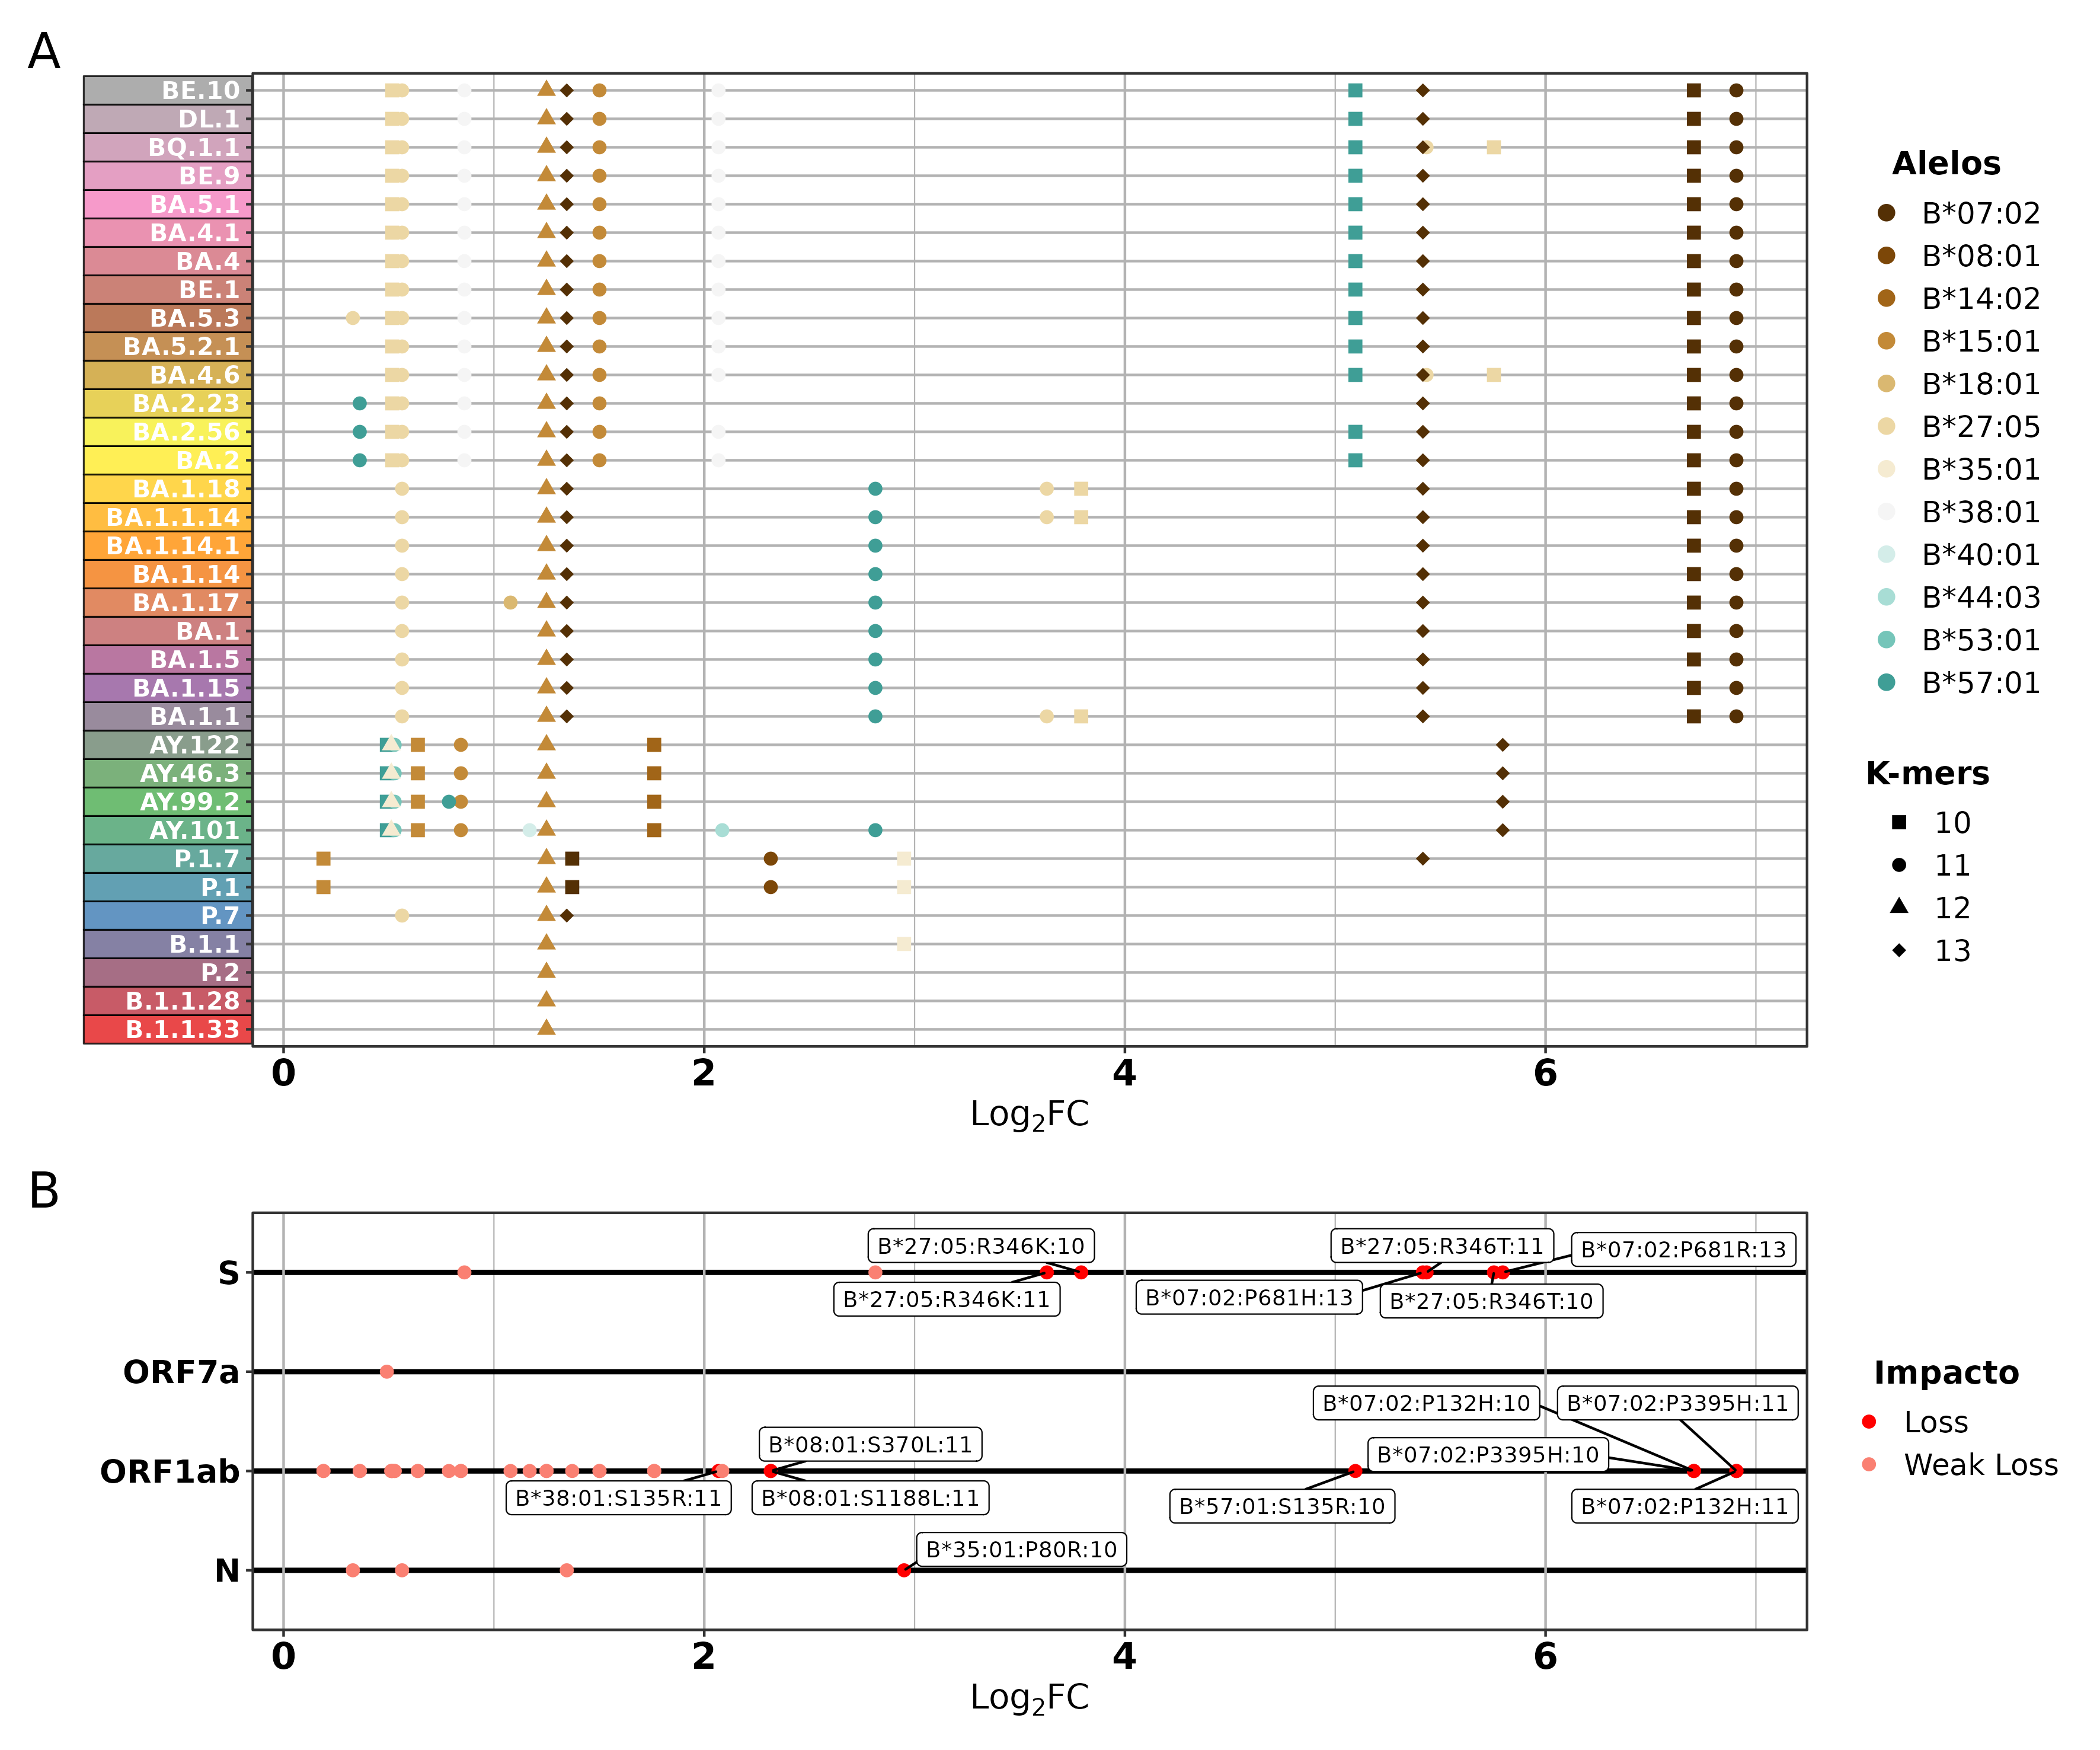 A
BE.10
DL.1
BQ.1.1
BE.9
BA.5.1
BA.4.1
BA.4
BE.1
BA.5.3
BA.5.2.1
BA.4.6
BA.2.23
BA.2.56
BA.2
BA.1.18
BA.1.1.14
BA.1.14.1
BA.1.14
BA.1.17
BA.1
BA.1.5
BA.1.15
BA.1.1
AY.122
AY.46.3
AY.99.2
AY.101
P.1.7
P.1
P.7
B.1.1
P.2
B.1.1.28
B.1.1.33
0 2 4 6
Log2FC
Alelos
B*07:02
B*08:01
B*14:02
B*15:01
B*18:01
B*27:05
B*35:01
B*38:01
B*40:01
B*44:03
B*53:01
B*57:01
K-mers
10
11
12
13
B
S
B*27:05:R346K:10
B*27:05:R346T:11
B*07:02:P681R:13
B*27:05:R346K:11
B*07:02:P681H:13
B*27:05:R346T:10
ORF7a
B*07:02:P132H:10
B*07:02:P3395H:11
ORF1ab
B*08:01:S370L:11
B*07:02:P3395H:10
B*38:01:S135R:11
B*08:01:S1188L:11
B*57:01:S135R:10
B*07:02:P132H:11
N
B*35:01:P80R:10
0 2 4 6
Log2FC
Impacto
Loss
Weak Loss